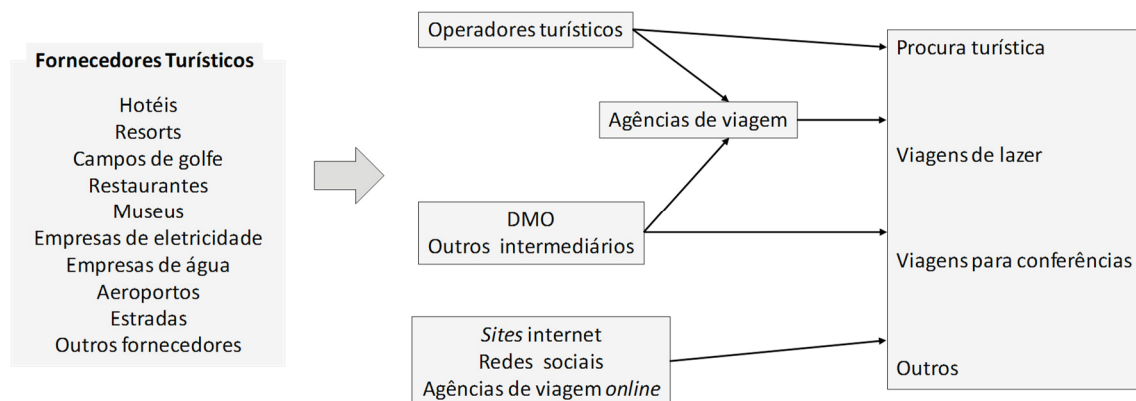 Fornecedores Turísticos
Hotéis
Resorts
Campos de golfe
Restaurantes
Museus
Empresas de eletricidade
Empresas de água
Aeroportos
Estradas
Outros fornecedores
Operadores turísticos
Agências de viagem
DMO
Outros intermediários
Sites internet
Redes sociais
Agências de viagem online
Procura turística
Viagens de lazer
Viagens para conferências
Outros